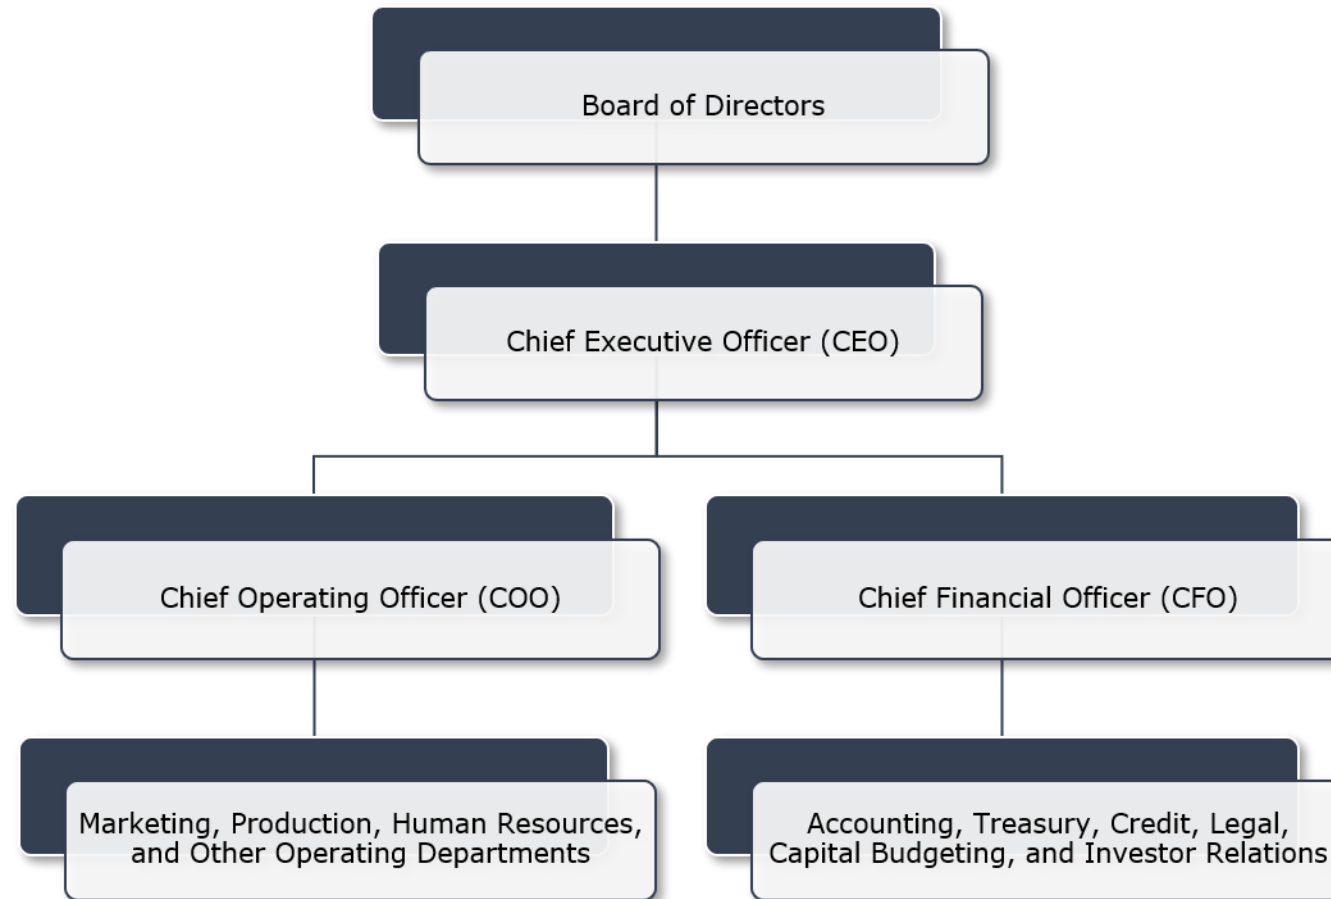 Board of Directors
Chief Executive Officer (CEO)
Chief Operating Officer (COO)
Chief Financial Officer (CFO)
Marketing, Production, Human Resources,
and Other Operating Departments
Accounting, Treasury, Credit, Legal,
Capital Budgeting, and Investor Relations